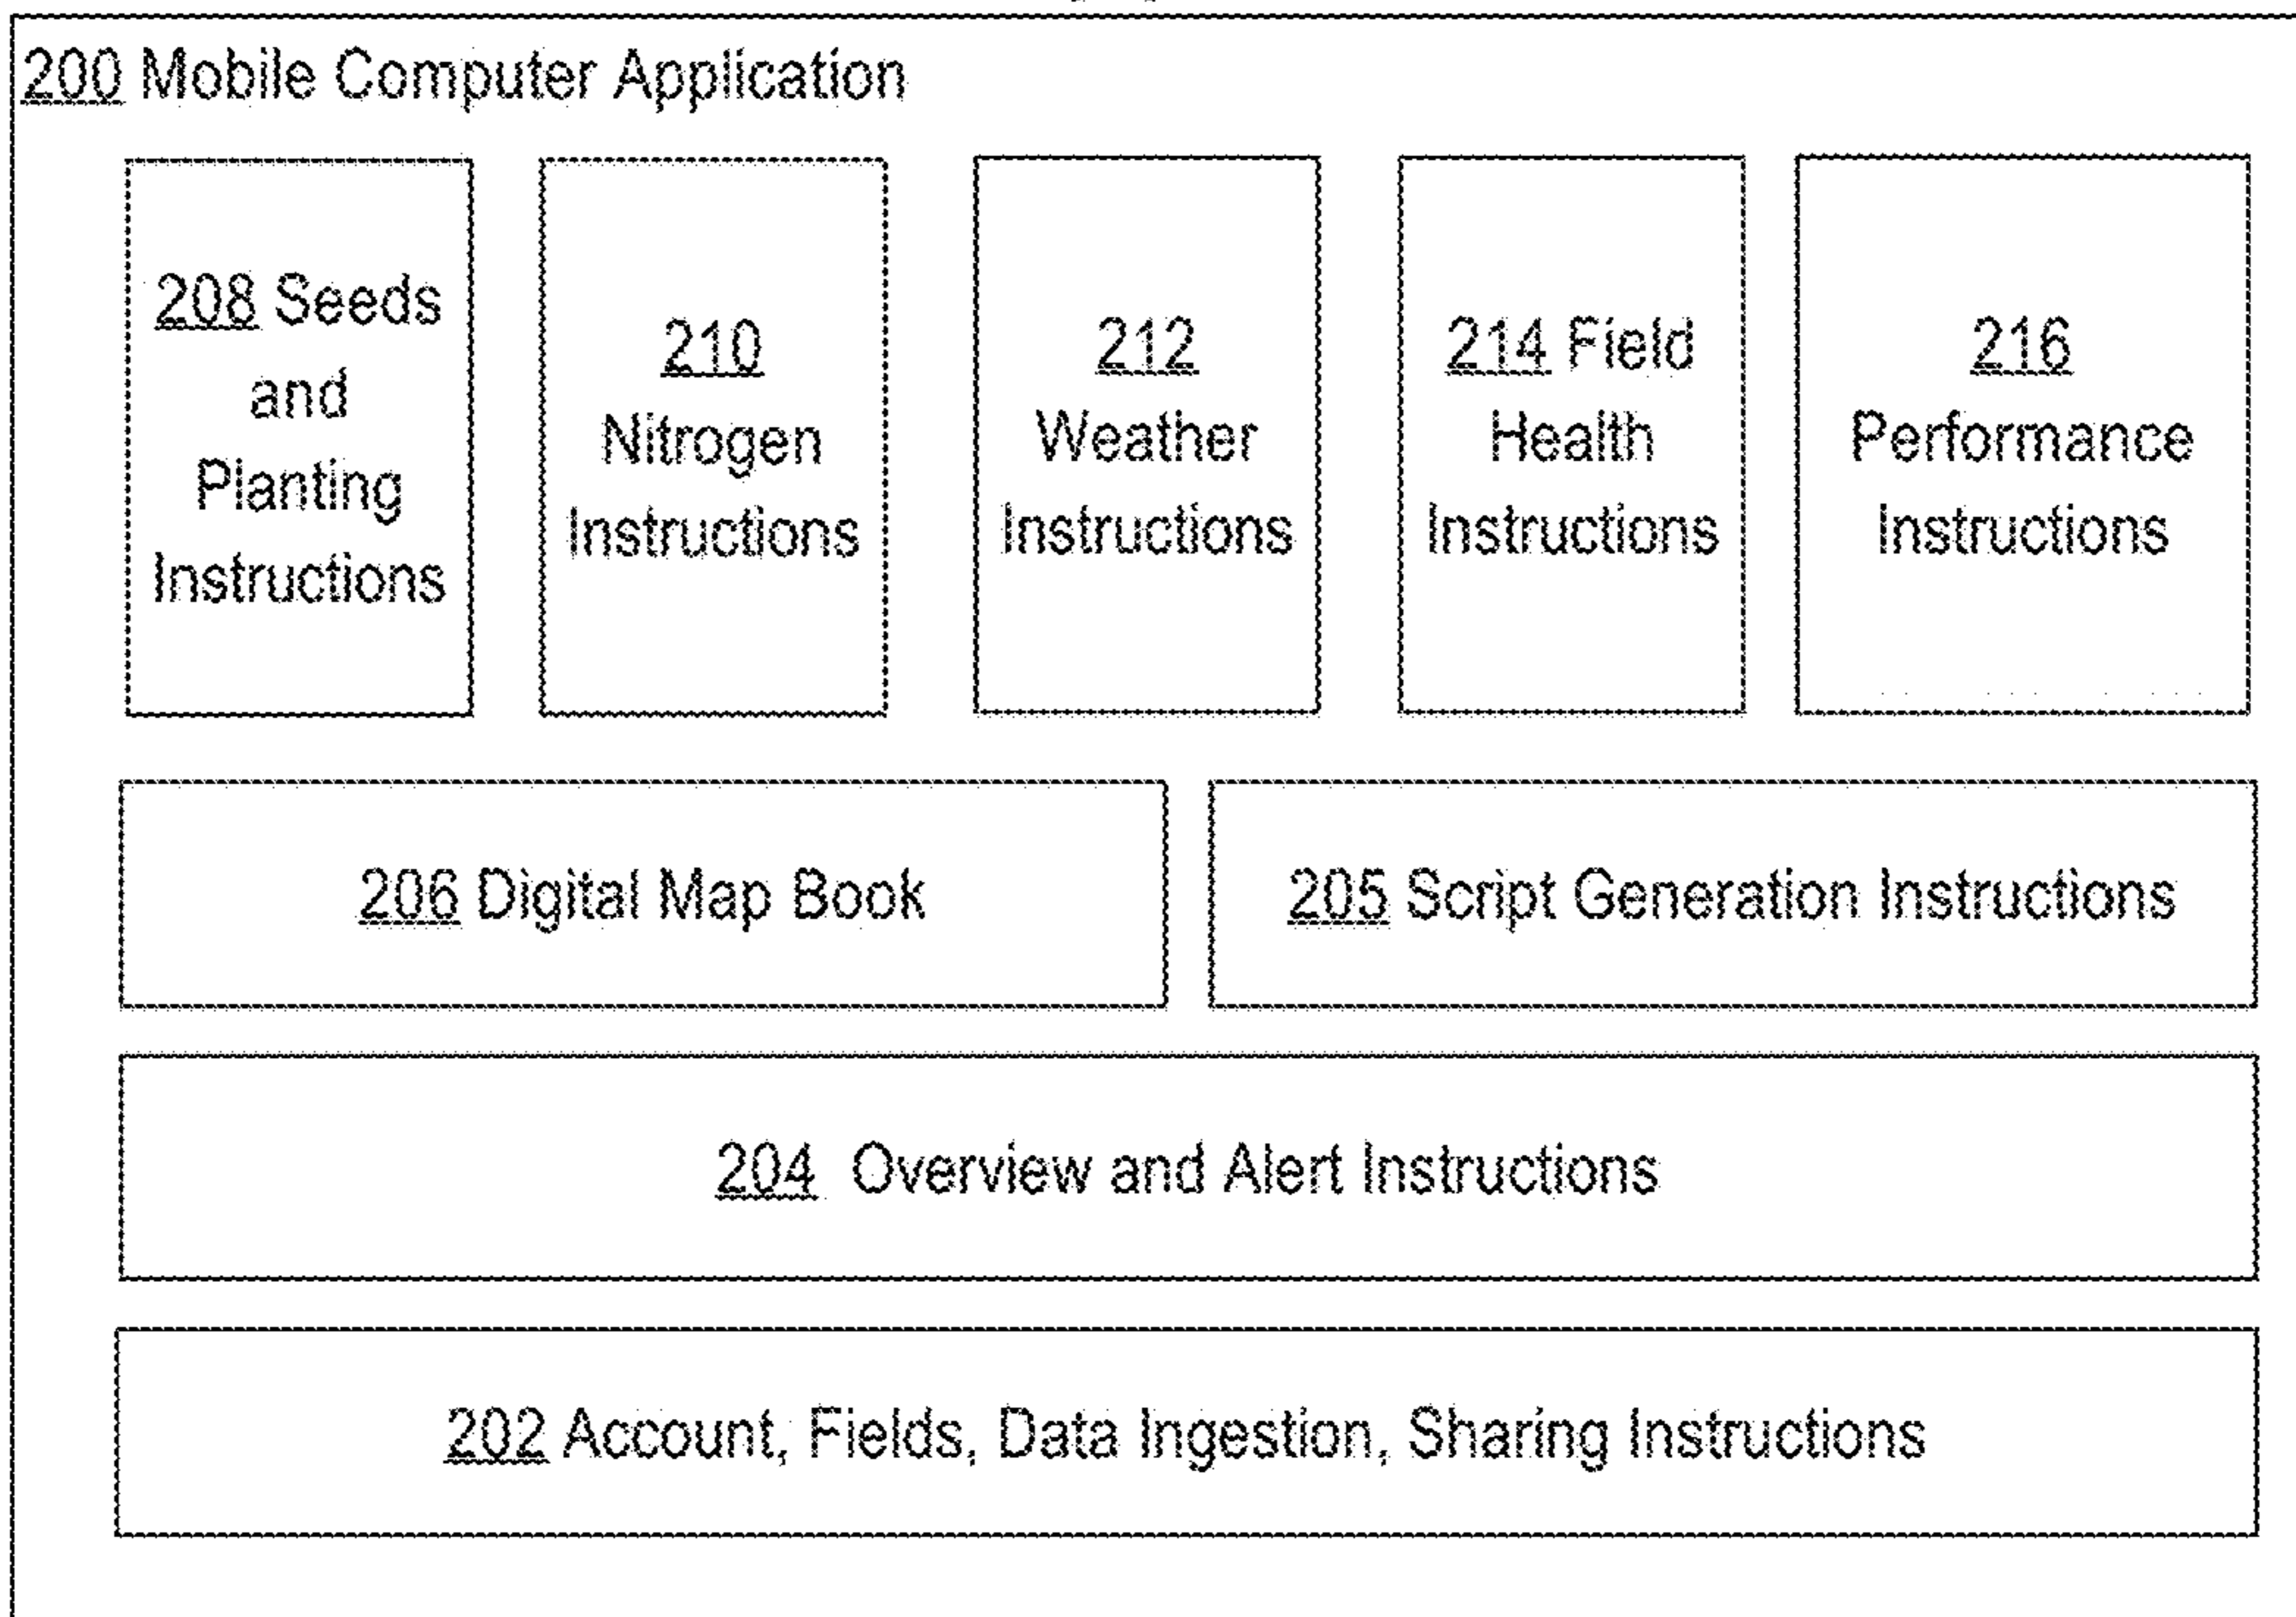 200 Mobile Computer Application
208 Seeds
and
Planting
Instructions
210
Nitrogen
Instructions
212
Weather
Instructions
214 Field
Health
Instructions
216
Performance
Instructions
206 Digital Map Book
205 Script Generation Instructions
204 Overview and Alert Instructions
202 Account, Fields, Data Ingestion, Sharing Instructions